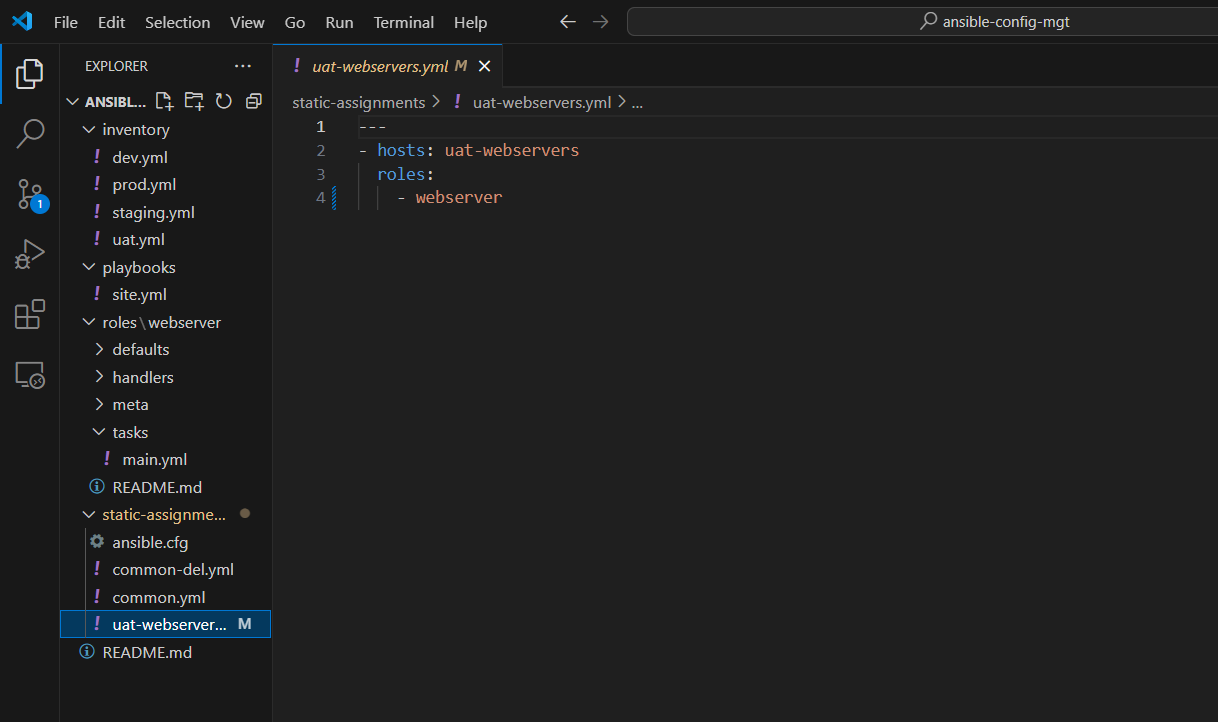 File Edit Selection View Go Run Terminal Help
ansible-config-mgt
EXPLORER
ANSIBL...
inventory
! dev.yml
! prod.yml
! staging.yml
! uat.yml
playbooks
! site.yml
roles\webserver
defaults
handlers
meta
tasks
! main.yml
README.md
static-assignme...
ansible.cfg
! common-del.yml
! common.yml
! uat-webserver... M
README.md
1
! uat-webservers.yml M
static-assignments > ! uat-webservers.yml > ...
1 ---
2 - hosts: uat-webservers
3 roles:
4 - webserver